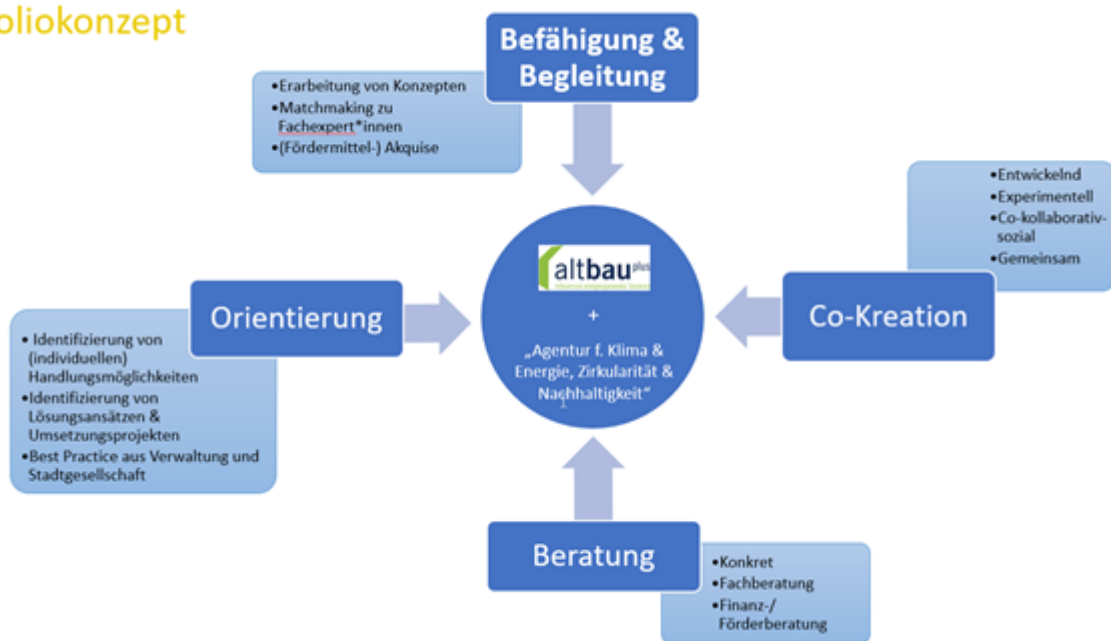 oliokonzept
Befähigung &
Begleitung
•Erarbeitung von Konzepten
•Matchmaking zu
Fachexpert*innen
•(Fördermittel-) Akquise
•Entwickelnd
•Experimentell
•Co-kollaborativ-
sozial
•Gemeinsam
Co-Kreation
Orientierung
• Identifizierung von
(individuellen)
Handlungsmöglichkeiten
•Identifizierung von
Lösungsansätzen &
Umsetzungsprojekten
•Best Practice aus Verwaltung und
Stadtgesellschaft
altbau plus
+
„Agentur f. Klima &
Energie, Zirkularität &
Nachhaltigkeit“
Beratung
•Konkret
•Fachberatung
•Finanz-/
Förderberatung